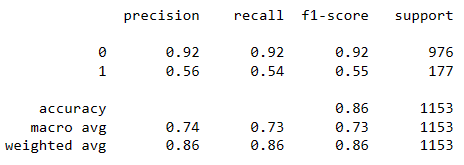 precision recall f1-score support
0 0.92 0.92 0.92 976
1 0.56 0.54 0.55 177
accuracy 0.86 1153
macro avg 0.74 0.73 0.73 1153
weighted avg 0.86 0.86 0.86 1153